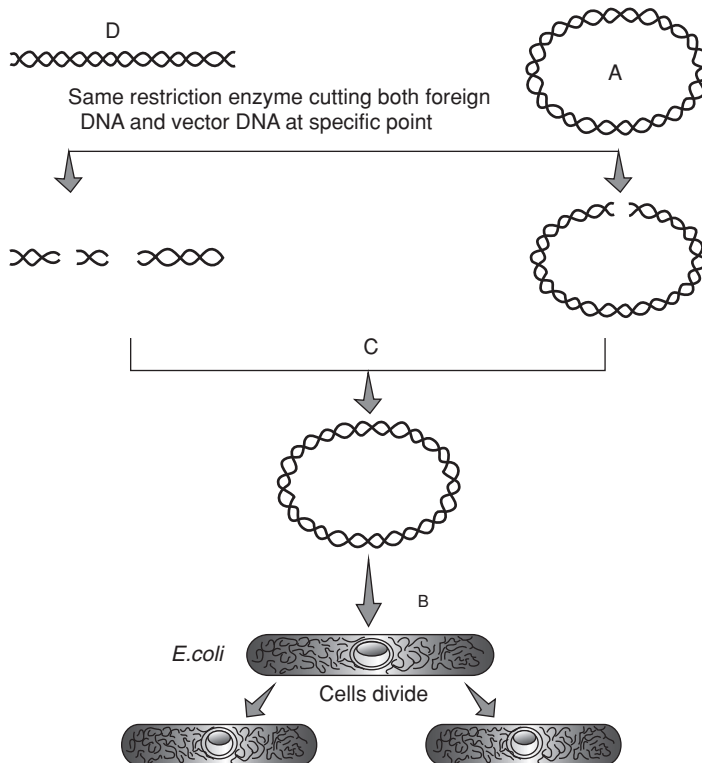 D
A
Same restriction enzyme cutting both foreign
DNA and vector DNA at specific point
C
B
E.coli
Cells divide